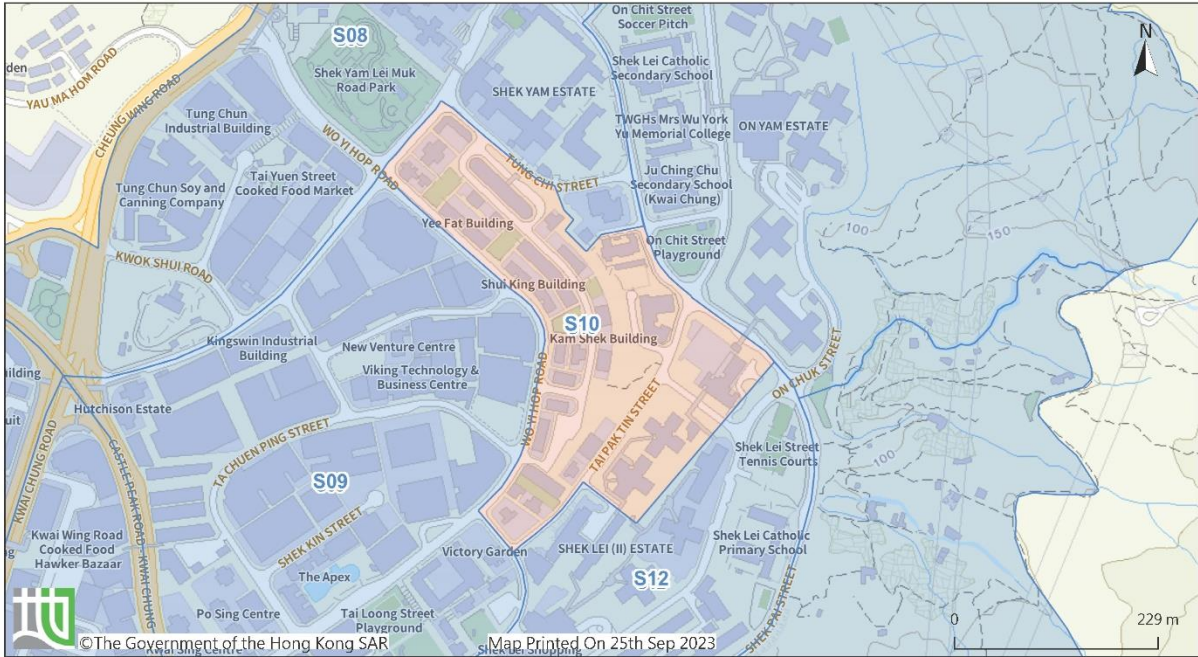 On Chit Street
Soccer Pitch
S08
N
Shek Lei Catholic
Secondary School
YAU MA HOM ROAD
CHEUNG WING ROAD
Shek Yam Lei Muk
Road Park
SHEK YAM ESTATE
TWGHs Mrs Wu York
Yu Memorial College
ON YAM ESTATE
Tung Chun
Industrial Building
WO YI HOP ROAD
Tai Yuen Street
Cooked Food Market
TUNG CHI STREET
Ju Ching Chu
Secondary School
(Kwai Chung)
Tung Chun Soy and
Canning Company
Yee Fat Building
On Chit Street
Playground
100
150
KWOK SHUI ROAD
Shui King Building
S10
Kam Shek Building
Kingswin Industrial
Building
New Venture Centre
Viking Technology &
Business Centre
WO YI HOP ROAD
TAI PAK TIN STREET
ON CHUK STREET
Hutchison Estate
TA CHUEN PING STREET
Shek Lei Street
Tennis Courts
KWAI CHUNG ROAD
CASTLE PEAK ROAD - KWAI CHUNG
S09
100
SHEK KIN STREET
Kwai Wing Road
Cooked Food
Hawker Bazaar
Victory Garden
SHEK LEI (II) ESTATE
Shek Lei Catholic
Primary School
The Apex
S12
SHEK PAI STREET
Po Sing Centre
Tai Loong Street
Playground
0
229 m
©The Government of the Hong Kong SAR
Map Printed On 25th Sep 2023